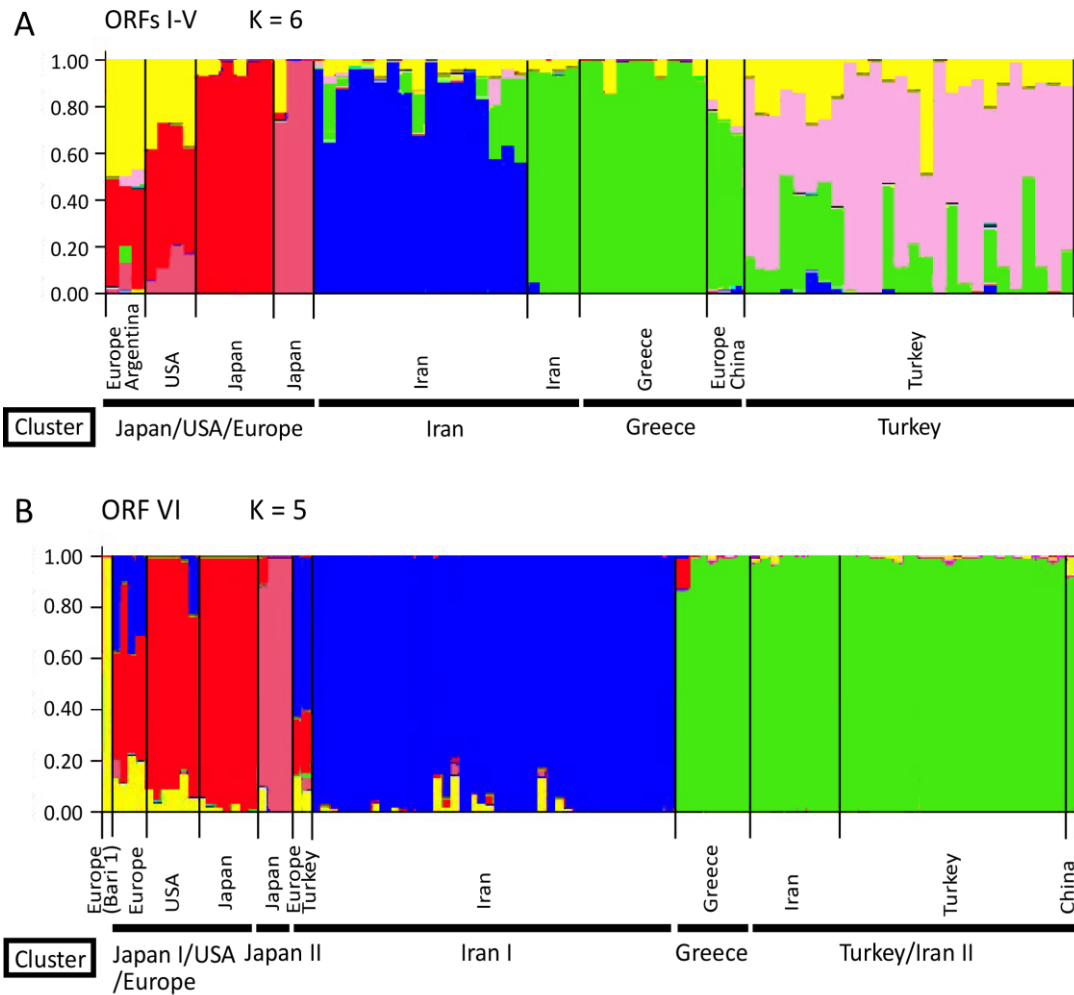 A
ORFs I-V K = 6
1.00
0.80
0.60
0.40
0.20
0.00
Europe
Argentina
USA
Japan
Japan
Iran
Iran
Greece
Europe
China
Turkey
Cluster
Japan/USA/Europe
Iran
Greece
Turkey
B
ORF VI K = 5
1.00
0.80
0.60
0.40
0.20
0.00
Europe
(Bari 1)
Europe
USA
Japan
Japan
Europe
Turkey
Iran
Greece
Iran
Turkey
China
Cluster
Japan I/USA
/Europe
Japan II
Iran I
Greece
Turkey/Iran II